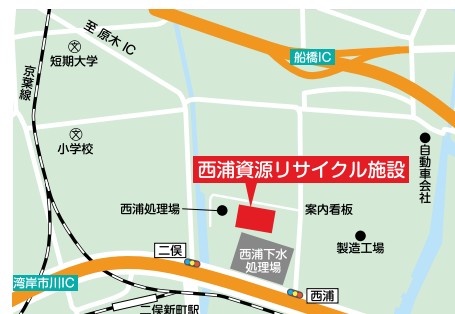 至 原木 IC
船橋IC
短期大学
京葉線
小学校
自動車会社
西浦資源リサイクル施設
西浦処理場
案内看板
製造工場
西浦下水
処理場
二俣
湾岸市川IC
西浦
二俣新町駅